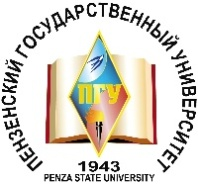 ПЕНЗЕНСКИЙ ГОСУДАРСТВЕННЫЙ УНИВЕРСИТЕТ
ПГУ
1943
PENZA STATE UNIVERSITY